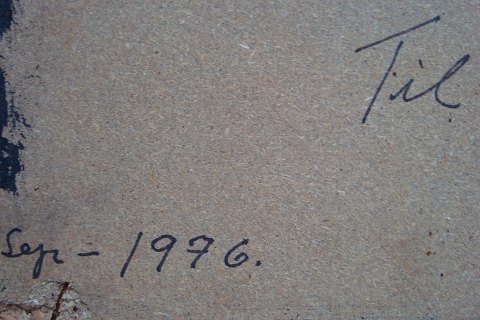 Til
Sep - 1976.